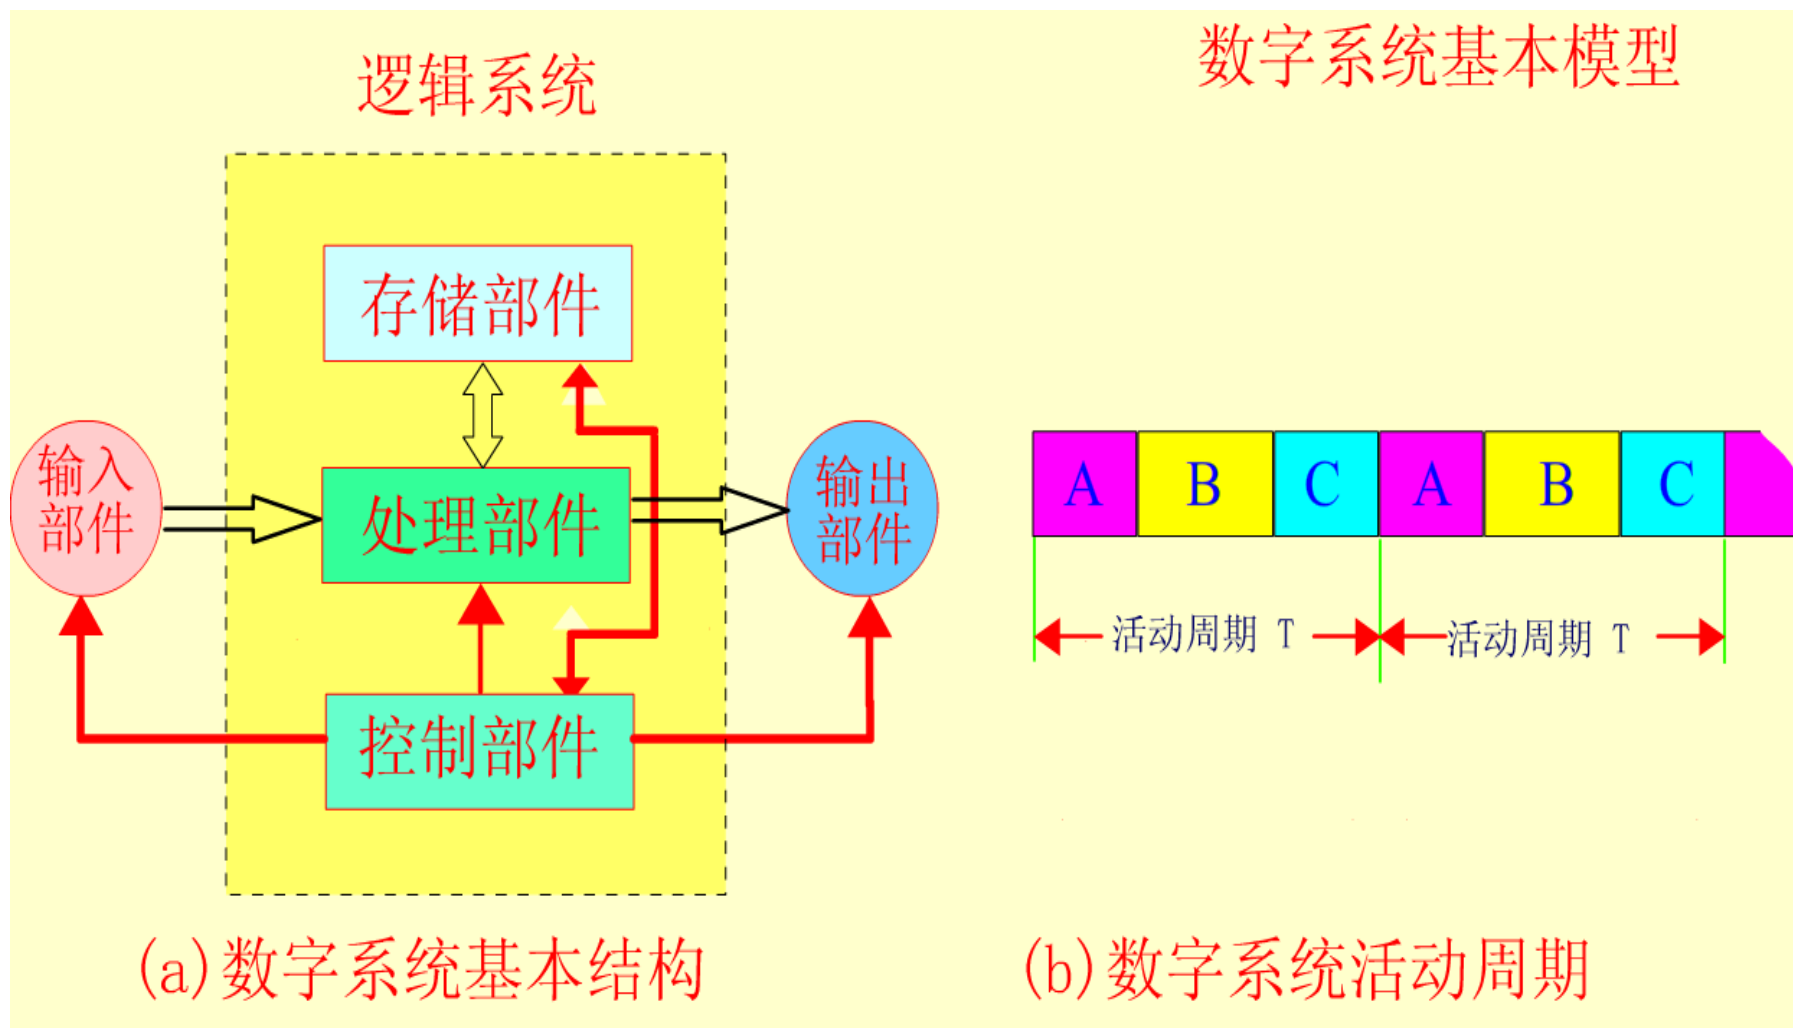 数字系统基本模型
逻辑系统
存储部件
输入
部件
处理部件
输出
部件
控制部件
(a)数字系统基本结构
A B C A B C
活动周期 T 活动周期 T
(b)数字系统活动周期